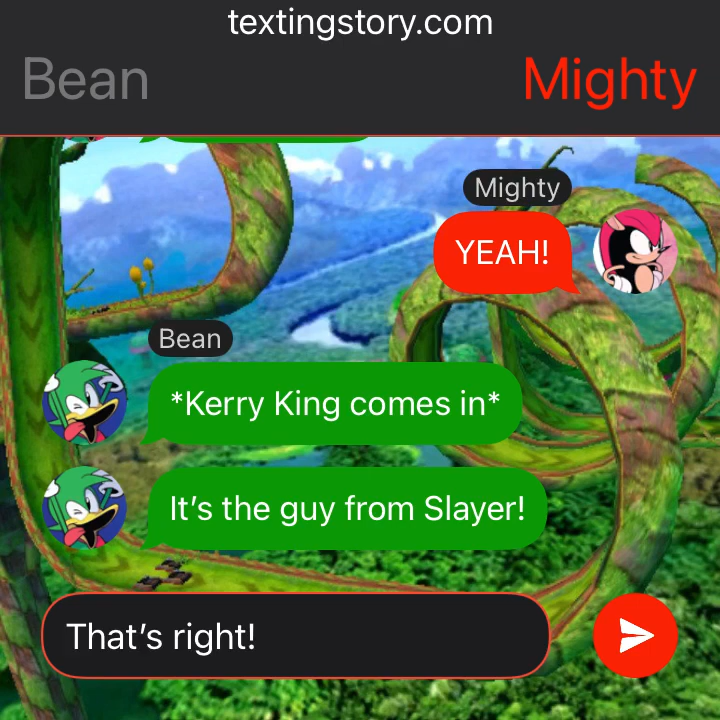 textingstory.com
Bean
Mighty
Mighty
YEAH!
Bean
*Kerry King comes in*
It’s the guy from Slayer!
That’s right!